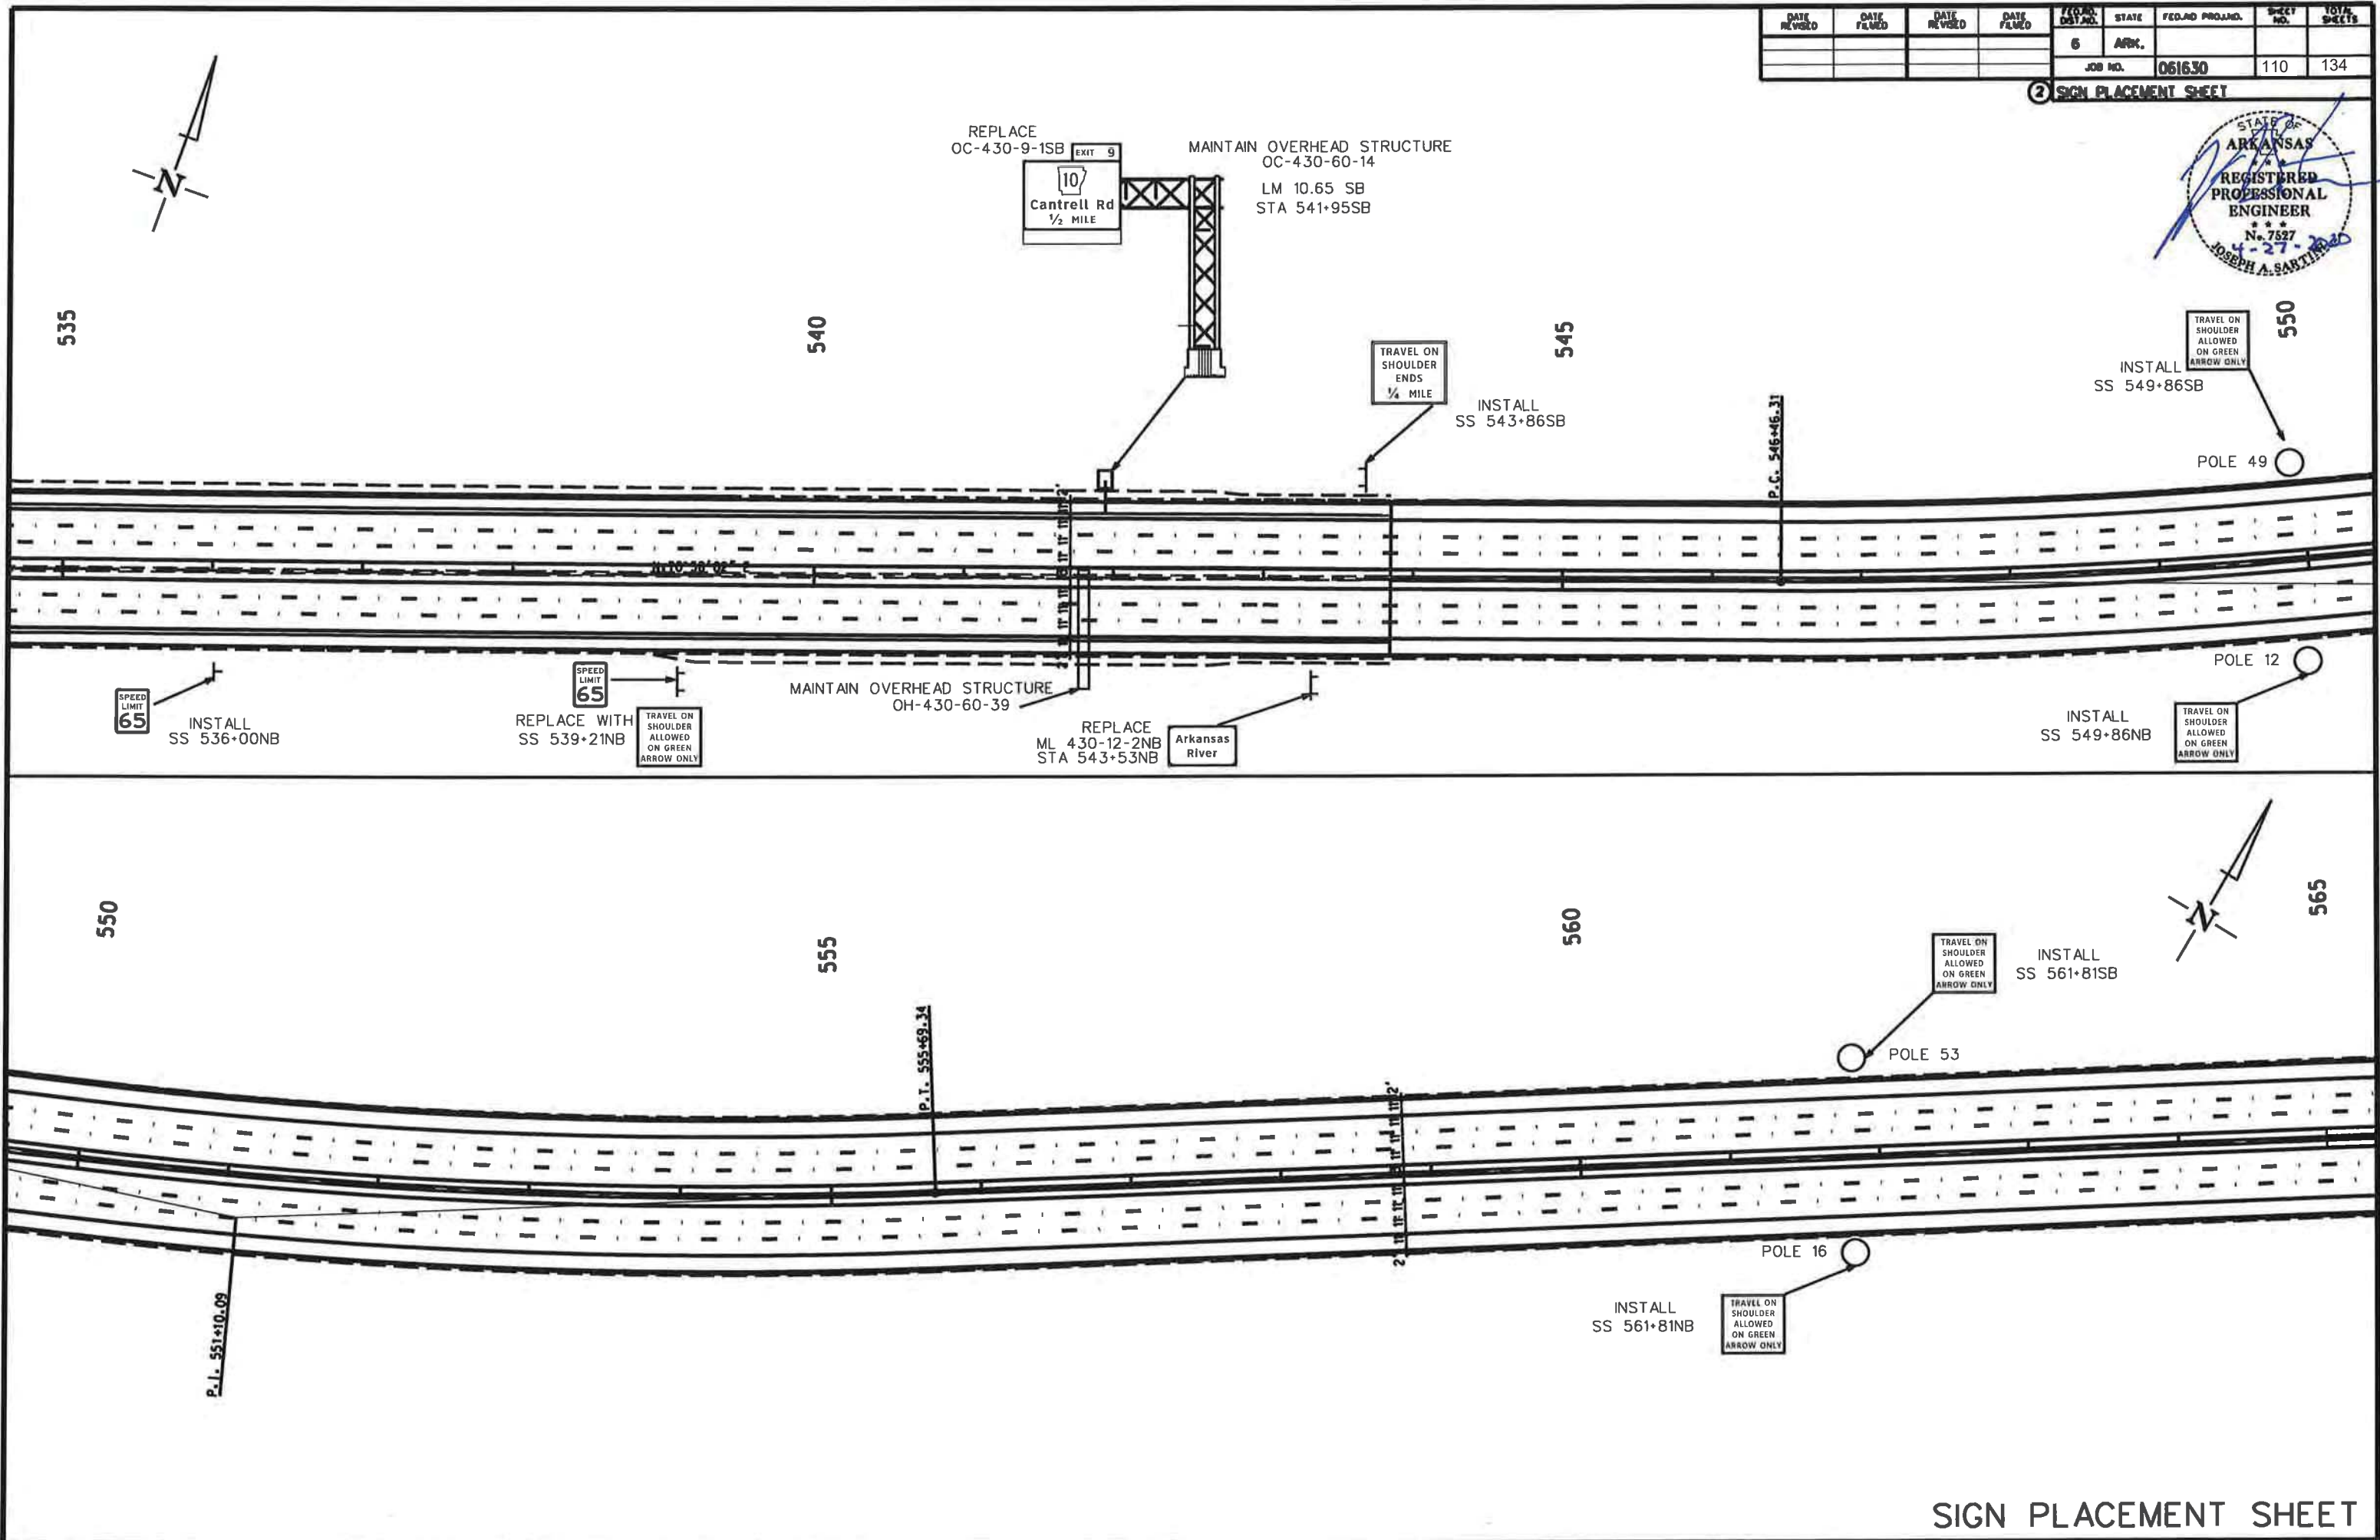 DATE REVISED
DATE FILMED
DATE REVISED
DATE FILMED
FED.RD. DIST.NO.
STATE
FED.AID PROJ.NO.
SHEET NO.
TOTAL SHEETS
6
ARK.
JOB NO.
061630
110
134
2
SIGN PLACEMENT SHEET
STATE OF
ARKANSAS
* * *
REGISTERED
PROFESSIONAL
ENGINEER
* * *
No. 7527
4-27-2020
JOSEPH A. SARTINI
N
REPLACE
OC-430-9-1SB
EXIT 9
10
Cantrell Rd
1/2 MILE
MAINTAIN OVERHEAD STRUCTURE
OC-430-60-14
LM 10.65 SB
STA 541+95SB
535
540
545
550
TRAVEL ON
SHOULDER
ENDS
1/4 MILE
INSTALL
SS 543+86SB
P.C. 546+46.31
TRAVEL ON
SHOULDER
ALLOWED
ON GREEN
ARROW ONLY
INSTALL
SS 549+86SB
POLE 49
SPEED
LIMIT
65
INSTALL
SS 536+00NB
SPEED
LIMIT
65
REPLACE WITH
SS 539+21NB
TRAVEL ON
SHOULDER
ALLOWED
ON GREEN
ARROW ONLY
MAINTAIN OVERHEAD STRUCTURE
OH-430-60-39
REPLACE
ML 430-12-2NB
STA 543+53NB
Arkansas
River
POLE 12
INSTALL
SS 549+86NB
TRAVEL ON
SHOULDER
ALLOWED
ON GREEN
ARROW ONLY
550
555
560
565
N
TRAVEL ON
SHOULDER
ALLOWED
ON GREEN
ARROW ONLY
INSTALL
SS 561+81SB
POLE 53
P.T. 555+69.34
P.I. 551+10.09
POLE 16
INSTALL
SS 561+81NB
TRAVEL ON
SHOULDER
ALLOWED
ON GREEN
ARROW ONLY
SIGN PLACEMENT SHEET